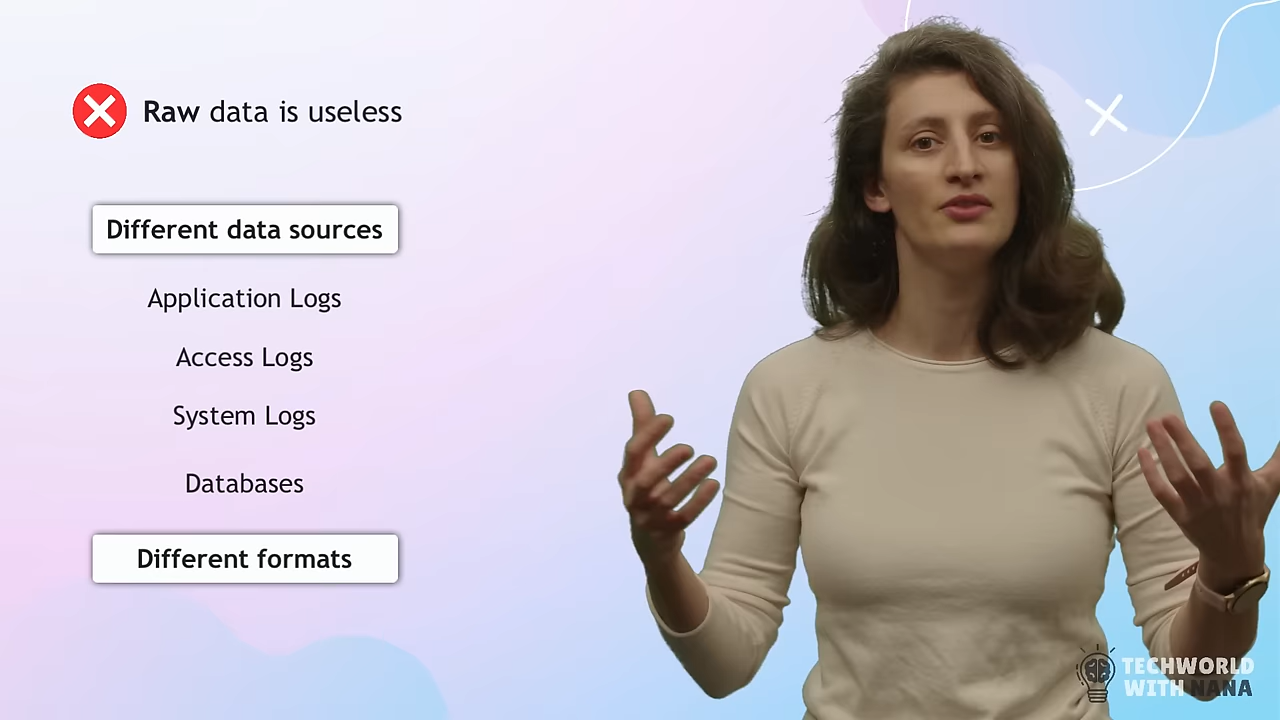 Raw data is useless
Different data sources
Application Logs
Access Logs
System Logs
Databases
Different formats
TECHWORLD
WITH NANA